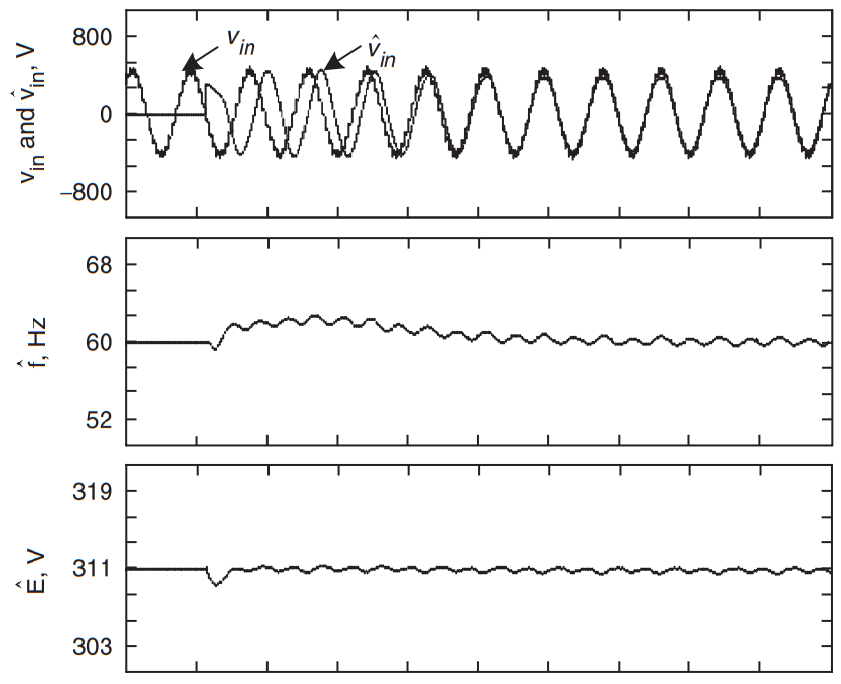 v_in and v̂_in, V
800
0
–800
v_in
v̂_in
f̂, Hz
68
60
52
Ê, V
319
311
303